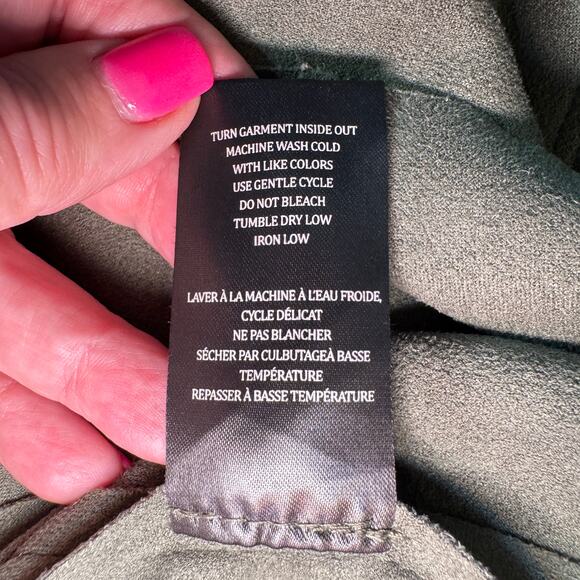 TURN GARMENT INSIDE OUT
MACHINE WASH COLD
WITH LIKE COLORS
USE GENTLE CYCLE
DO NOT BLEACH
TUMBLE DRY LOW
IRON LOW
LAVER À LA MACHINE À L'EAU FROIDE,
CYCLE DÉLICAT
NE PAS BLANCHER
SÉCHER PAR CULBUTAGEÀ BASSE
TEMPÉRATURE
REPASSER À BASSE TEMPÉRATURE